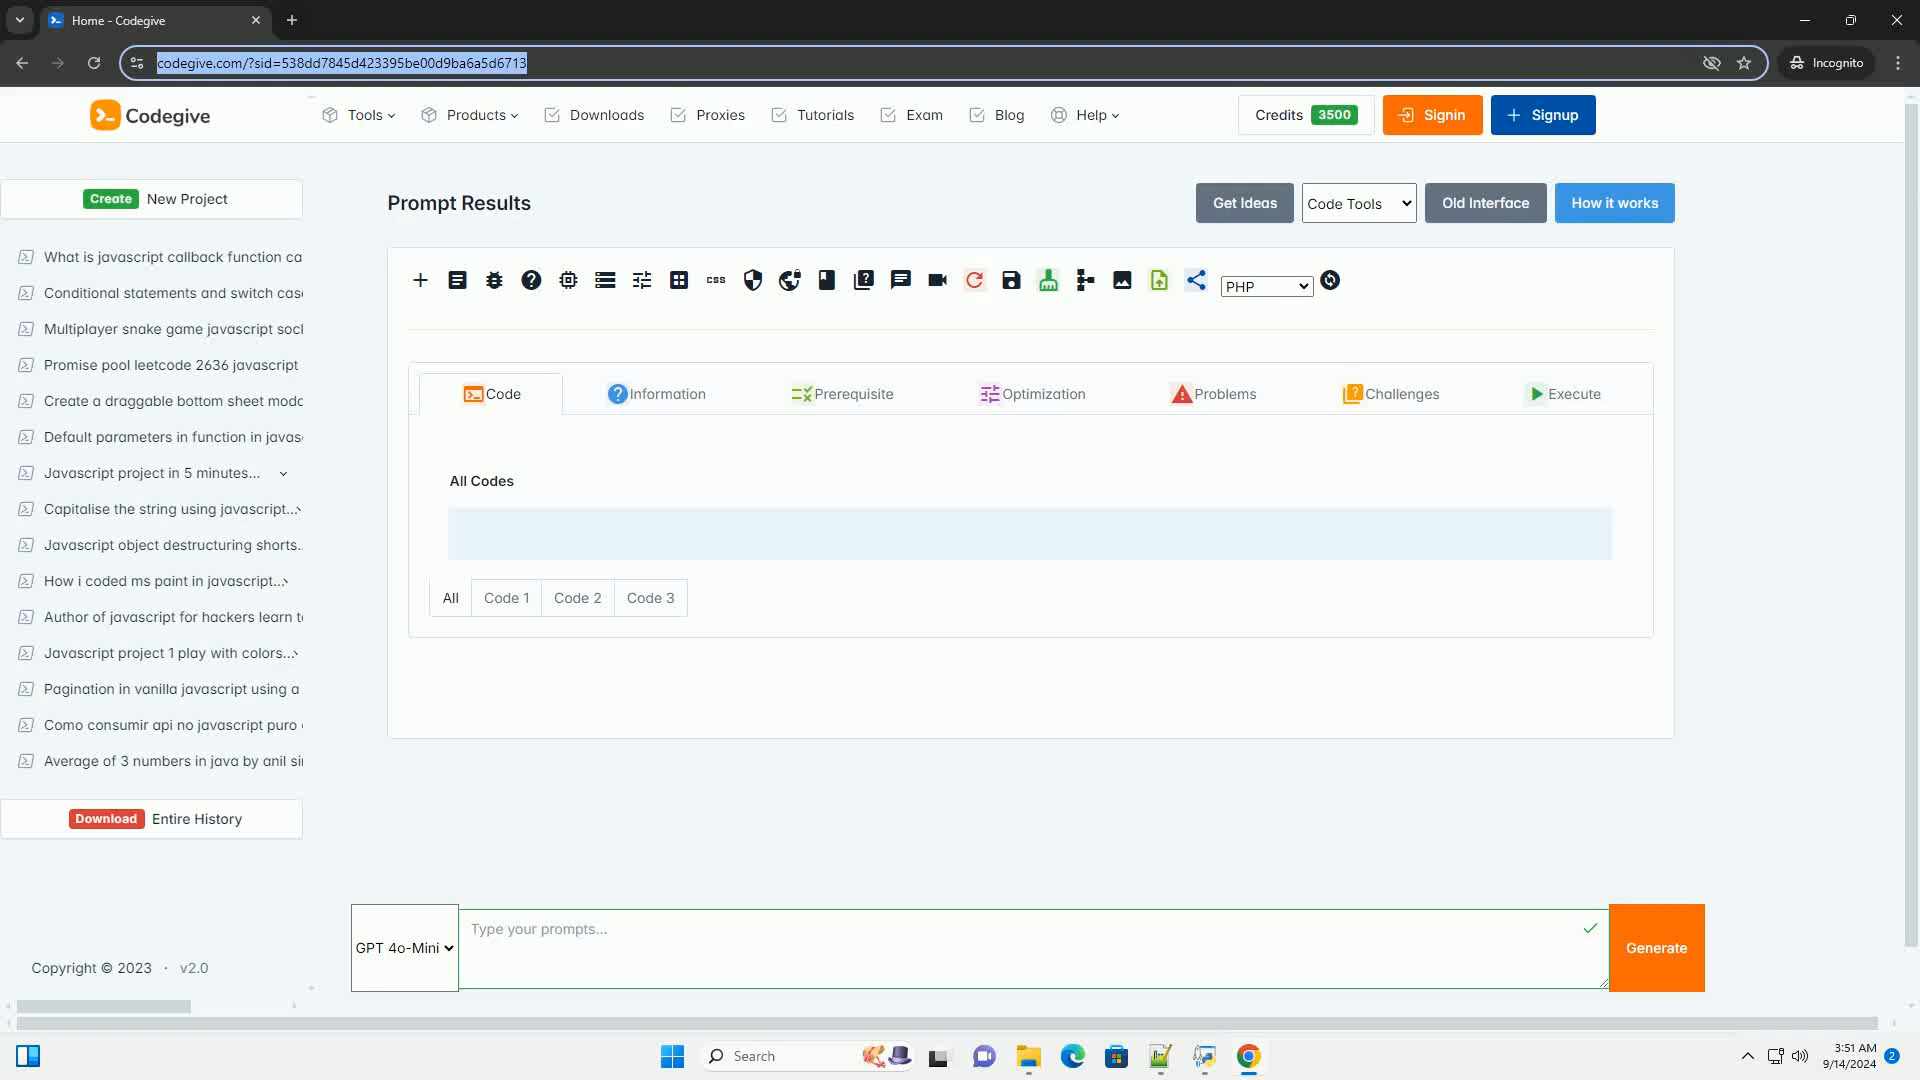 Home - Codegive
codegive.com/?sid=538dd7845d423395be00d9ba6a5d6713
Incognito
Codegive
Tools
Products
Downloads
Proxies
Tutorials
Exam
Blog
Help
Credits 3500
Signin
Signup
Create New Project
What is javascript callback function ca
Conditional statements and switch case
Multiplayer snake game javascript sock
Promise pool leetcode 2636 javascript
Create a draggable bottom sheet moda
Default parameters in function in javas
Javascript project in 5 minutes...
Capitalise the string using javascript...
Javascript object destructuring shorts..
How i coded ms paint in javascript...
Author of javascript for hackers learn to
Javascript project 1 play with colors...
Pagination in vanilla javascript using a
Como consumir api no javascript puro
Average of 3 numbers in java by anil sir
Download Entire History
Copyright © 2023 · v2.0
Prompt Results
Get Ideas
Code Tools
Old Interface
How it works
css
PHP
Code
Information
Prerequisite
Optimization
Problems
Challenges
Execute
All Codes
All
Code 1
Code 2
Code 3
GPT 4o-Mini
Type your prompts...
Generate
Search
3:51 AM
9/14/2024
2